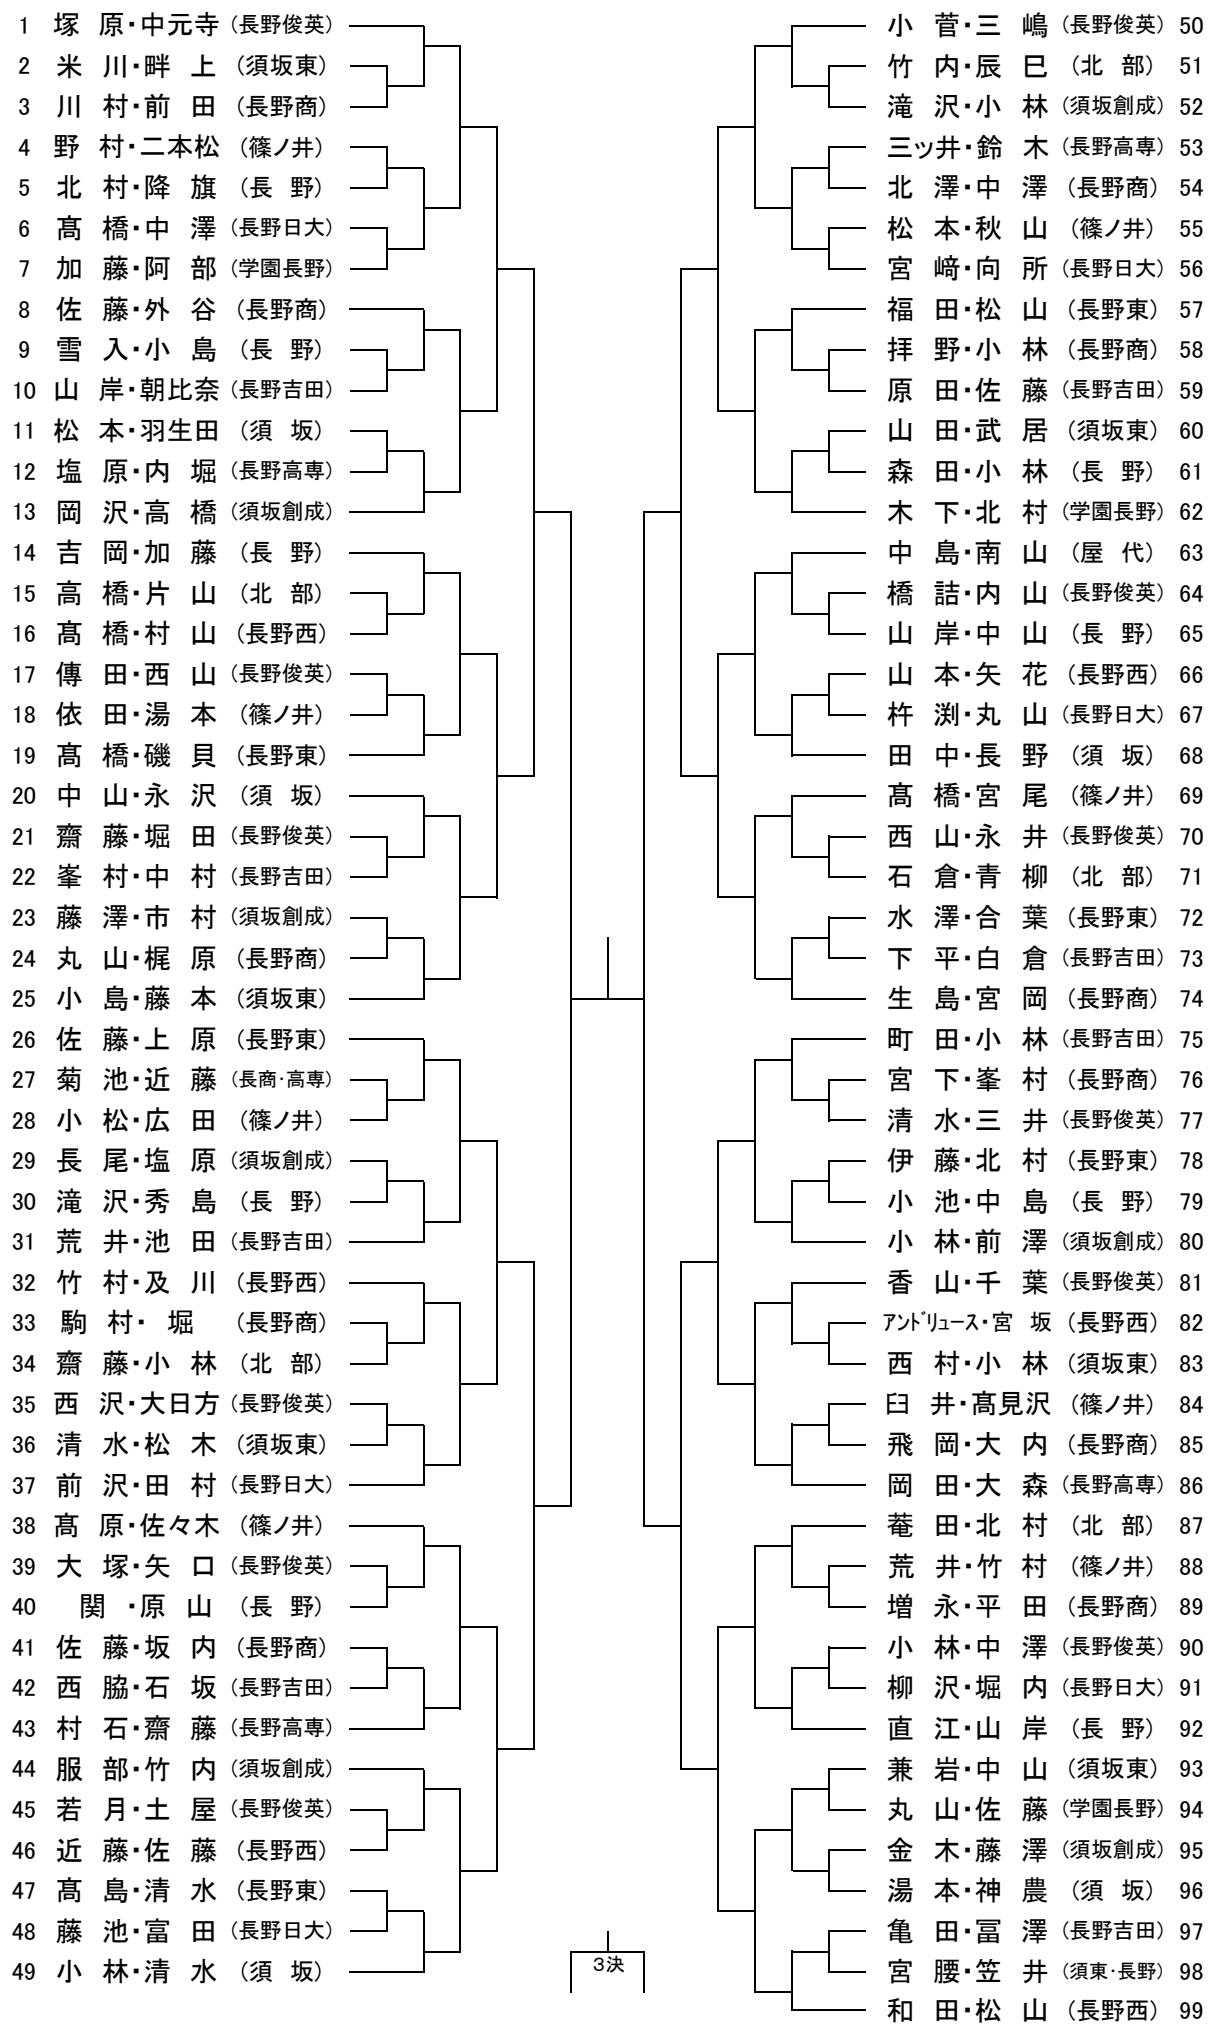 1 塚 原・中元寺 (長野俊英)
2 米 川・畔 上 (須坂東)
3 川 村・前 田 (長野商)
4 野 村・二本松 (篠ノ井)
5 北 村・降 旗 (長 野)
6 髙 橋・中 澤 (長野日大)
7 加 藤・阿 部 (学園長野)
8 佐 藤・外 谷 (長野商)
9 雪 入・小 島 (長 野)
10 山 岸・朝比奈 (長野吉田)
11 松 本・羽生田 (須 坂)
12 塩 原・内 堀 (長野高専)
13 岡 沢・高 橋 (須坂創成)
14 吉 岡・加 藤 (長 野)
15 高 橋・片 山 (北 部)
16 髙 橋・村 山 (長野西)
17 傳 田・西 山 (長野俊英)
18 依 田・湯 本 (篠ノ井)
19 髙 橋・磯 貝 (長野東)
20 中 山・永 沢 (須 坂)
21 齋 藤・堀 田 (長野俊英)
22 峯 村・中 村 (長野吉田)
23 藤 澤・市 村 (須坂創成)
24 丸 山・梶 原 (長野商)
25 小 島・藤 本 (須坂東)
26 佐 藤・上 原 (長野東)
27 菊 池・近 藤 (長商・高専)
28 小 松・広 田 (篠ノ井)
29 長 尾・塩 原 (須坂創成)
30 滝 沢・秀 島 (長 野)
31 荒 井・池 田 (長野吉田)
32 竹 村・及 川 (長野西)
33 駒 村・ 堀 (長野商)
34 齋 藤・小 林 (北 部)
35 西 沢・大日方 (長野俊英)
36 清 水・松 木 (須坂東)
37 前 沢・田 村 (長野日大)
38 髙 原・佐々木 (篠ノ井)
39 大 塚・矢 口 (長野俊英)
40 関 ・原 山 (長 野)
41 佐 藤・坂 内 (長野商)
42 西 脇・石 坂 (長野吉田)
43 村 石・齋 藤 (長野高専)
44 服 部・竹 内 (須坂創成)
45 若 月・土 屋 (長野俊英)
46 近 藤・佐 藤 (長野西)
47 髙 島・清 水 (長野東)
48 藤 池・富 田 (長野日大)
49 小 林・清 水 (須 坂)
3決
小 菅・三 嶋 (長野俊英) 50
竹 内・辰 巳 (北 部) 51
滝 沢・小 林 (須坂創成) 52
三ッ井・鈴 木 (長野高専) 53
北 澤・中 澤 (長野商) 54
松 本・秋 山 (篠ノ井) 55
宮 﨑・向 所 (長野日大) 56
福 田・松 山 (長野東) 57
拝 野・小 林 (長野商) 58
原 田・佐 藤 (長野吉田) 59
山 田・武 居 (須坂東) 60
森 田・小 林 (長 野) 61
木 下・北 村 (学園長野) 62
中 島・南 山 (屋 代) 63
橋 詰・内 山 (長野俊英) 64
山 岸・中 山 (長 野) 65
山 本・矢 花 (長野西) 66
杵 渕・丸 山 (長野日大) 67
田 中・長 野 (須 坂) 68
髙 橋・宮 尾 (篠ノ井) 69
西 山・永 井 (長野俊英) 70
石 倉・青 柳 (北 部) 71
水 澤・合 葉 (長野東) 72
下 平・白 倉 (長野吉田) 73
生 島・宮 岡 (長野商) 74
町 田・小 林 (長野吉田) 75
宮 下・峯 村 (長野商) 76
清 水・三 井 (長野俊英) 77
伊 藤・北 村 (長野東) 78
小 池・中 島 (長 野) 79
小 林・前 澤 (須坂創成) 80
香 山・千 葉 (長野俊英) 81
ｱﾝﾄﾞﾘｭｰｽ・宮 坂 (長野西) 82
西 村・小 林 (須坂東) 83
臼 井・髙見沢 (篠ノ井) 84
飛 岡・大 内 (長野商) 85
岡 田・大 森 (長野高専) 86
菴 田・北 村 (北 部) 87
荒 井・竹 村 (篠ノ井) 88
増 永・平 田 (長野商) 89
小 林・中 澤 (長野俊英) 90
柳 沢・堀 内 (長野日大) 91
直 江・山 岸 (長 野) 92
兼 岩・中 山 (須坂東) 93
丸 山・佐 藤 (学園長野) 94
金 木・藤 澤 (須坂創成) 95
湯 本・神 農 (須 坂) 96
亀 田・冨 澤 (長野吉田) 97
宮 腰・笠 井 (須東・長野) 98
和 田・松 山 (長野西) 99